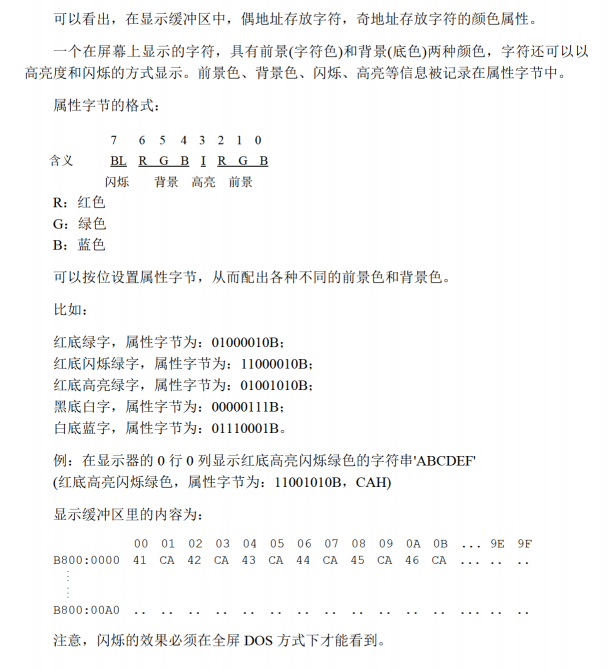 可以看出，在显示缓冲区中，偶地址存放字符，奇地址存放字符的颜色属性。
一个在屏幕上显示的字符，具有前景(字符色)和背景(底色)两种颜色，字符还可以以
高亮度和闪烁的方式显示。前景色、背景色、闪烁、高亮等信息被记录在属性字节中。
属性字节的格式：
7 6 5 4 3 2 1 0
含义 BL R G B I R G B
闪烁 背景 高亮 前景
R：红色
G：绿色
B：蓝色
可以按位设置属性字节，从而配出各种不同的前景色和背景色。
比如：
红底绿字，属性字节为：01000010B；
红底闪烁绿字，属性字节为：11000010B；
红底高亮绿字，属性字节为：01001010B；
黑底白字，属性字节为：00000111B；
白底蓝字，属性字节为：01110001B。
例：在显示器的 0 行 0 列显示红底高亮闪烁绿色的字符串'ABCDEF'
(红底高亮闪烁绿色，属性字节为：11001010B，CAH)
显示缓冲区里的内容为：
00 01 02 03 04 05 06 07 08 09 0A 0B ... 9E 9F
B800:0000 41 CA 42 CA 43 CA 44 CA 45 CA 46 CA ... .. ..
B800:00A0 .. .. .. .. .. .. .. .. .. .. .. .. ... .. ..
注意，闪烁的效果必须在全屏 DOS 方式下才能看到。